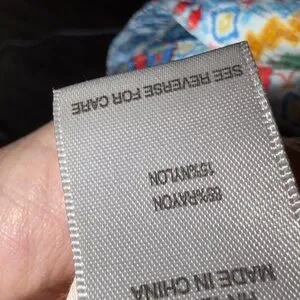 MADE IN CHINA
85%RAYON
15%NYLON
SEE REVERSE FOR CARE